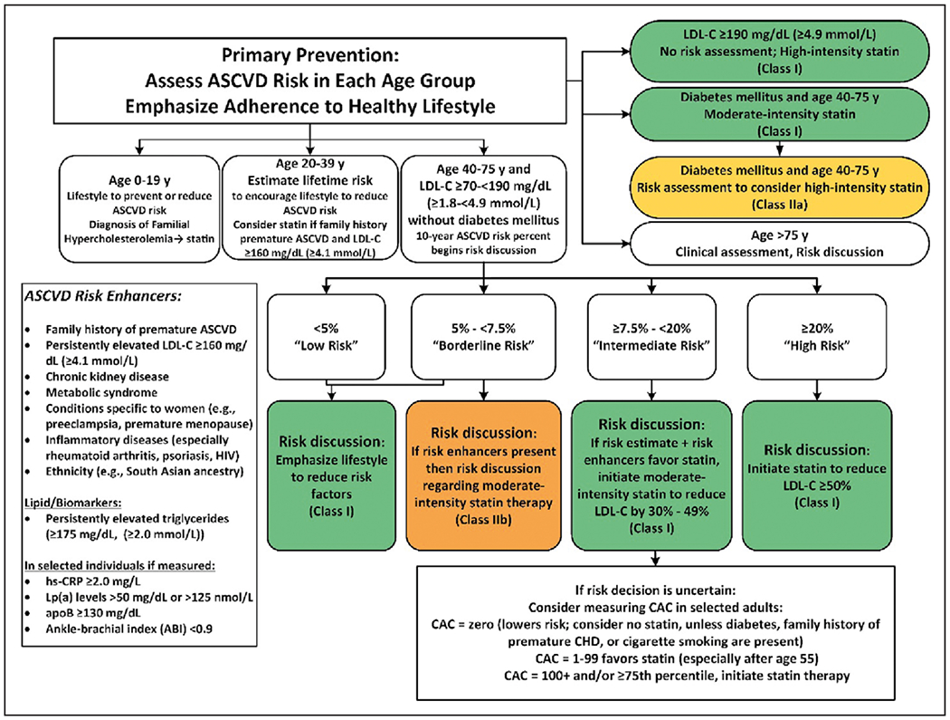 Primary Prevention:
Assess ASCVD Risk in Each Age Group
Emphasize Adherence to Healthy Lifestyle
LDL-C ≥190 mg/dL (≥4.9 mmol/L)
No risk assessment; High-intensity statin
(Class I)
Diabetes mellitus and age 40-75 y
Moderate-intensity statin
(Class I)
Diabetes mellitus and age 40-75 y
Risk assessment to consider high-intensity statin
(Class IIa)
Age >75 y
Clinical assessment, Risk discussion
Age 0-19 y
Lifestyle to prevent or reduce
ASCVD risk
Diagnosis of Familial
Hypercholesterolemia→ statin
Age 20-39 y
Estimate lifetime risk
to encourage lifestyle to reduce
ASCVD risk
Consider statin if family history
premature ASCVD and LDL-C
≥160 mg/dL (≥4.1 mmol/L)
Age 40-75 y and
LDL-C ≥70-<190 mg/dL
(≥1.8-<4.9 mmol/L)
without diabetes mellitus
10-year ASCVD risk percent
begins risk discussion
ASCVD Risk Enhancers:
• Family history of premature ASCVD
• Persistently elevated LDL-C ≥160 mg/
dL (≥4.1 mmol/L)
• Chronic kidney disease
• Metabolic syndrome
• Conditions specific to women (e.g.,
preeclampsia, premature menopause)
• Inflammatory diseases (especially
rheumatoid arthritis, psoriasis, HIV)
• Ethnicity (e.g., South Asian ancestry)
Lipid/Biomarkers:
• Persistently elevated triglycerides
(≥175 mg/dL, (≥2.0 mmol/L))
In selected individuals if measured:
• hs-CRP ≥2.0 mg/L
• Lp(a) levels >50 mg/dL or >125 nmol/L
• apoB ≥130 mg/dL
• Ankle-brachial index (ABI) <0.9
<5%
"Low Risk"
5% - <7.5%
"Borderline Risk"
≥7.5% - <20%
"Intermediate Risk"
≥20%
"High Risk"
Risk discussion:
Emphasize lifestyle
to reduce risk
factors
(Class I)
Risk discussion:
If risk enhancers present
then risk discussion
regarding moderate-
intensity statin therapy
(Class IIb)
Risk discussion:
If risk estimate + risk
enhancers favor statin,
initiate moderate-
intensity statin to reduce
LDL-C by 30% - 49%
(Class I)
Risk discussion:
Initiate statin to reduce
LDL-C ≥50%
(Class I)
If risk decision is uncertain:
Consider measuring CAC in selected adults:
CAC = zero (lowers risk; consider no statin, unless diabetes, family history of
premature CHD, or cigarette smoking are present)
CAC = 1-99 favors statin (especially after age 55)
CAC = 100+ and/or ≥75th percentile, initiate statin therapy